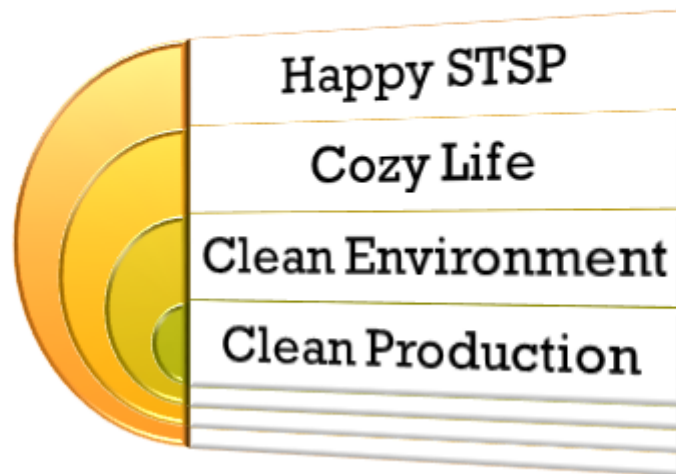 Happy STSP
Cozy Life
Clean Environment
Clean Production